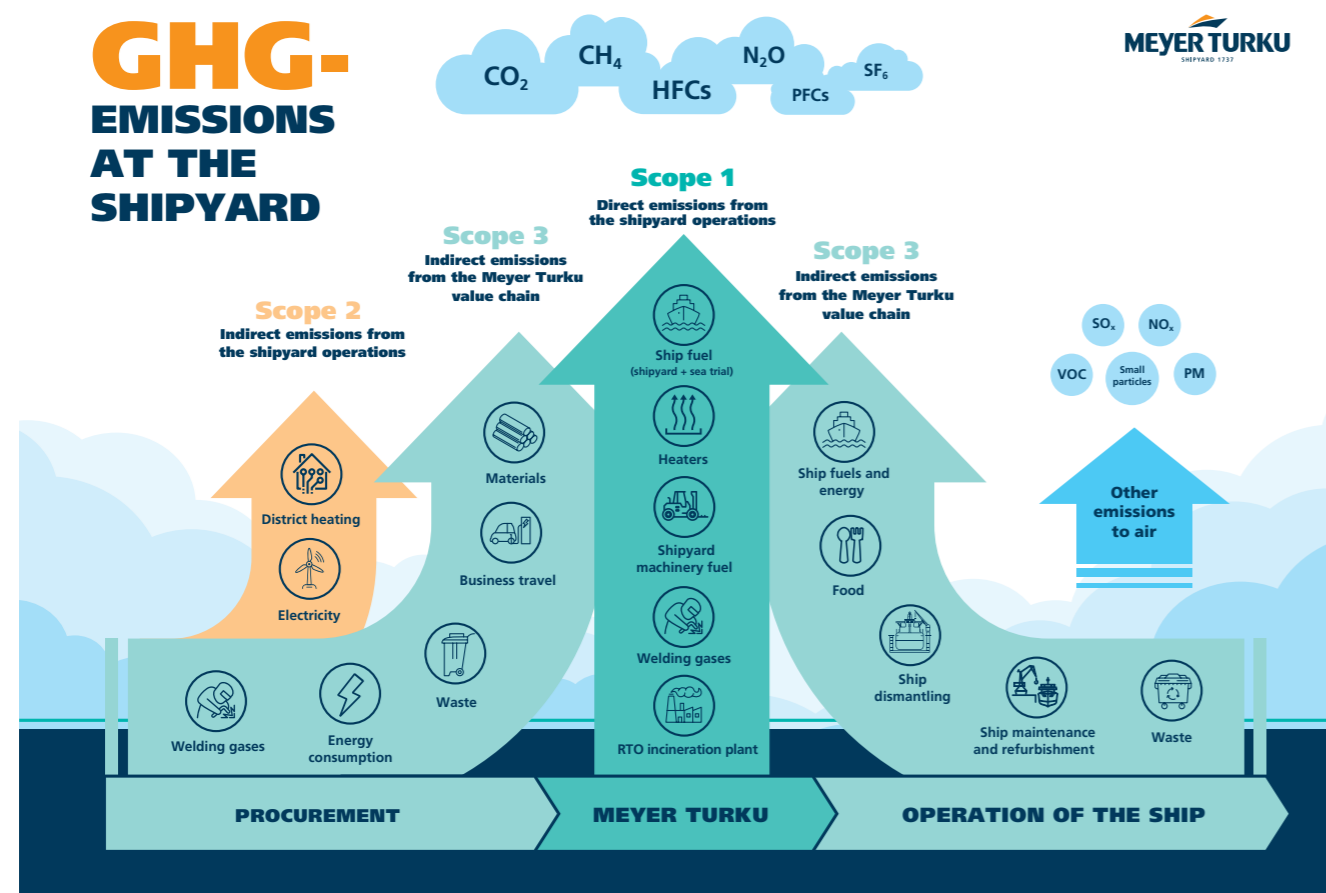 GHG-
EMISSIONS
AT THE
SHIPYARD
CO₂
CH₄
HFCs
N₂O
PFCs
SF₆
MEYER TURKU
SHIPYARD 1737
Scope 2
Indirect emissions from
the shipyard operations
District heating
Electricity
Scope 3
Indirect emissions
from the Meyer Turku
value chain
Materials
Business travel
Waste
Energy
consumption
Welding gases
Scope 1
Direct emissions from
the shipyard operations
Ship fuel
(shipyard + sea trial)
Heaters
Shipyard
machinery fuel
Welding gases
RTO incineration plant
Scope 3
Indirect emissions
from the Meyer Turku
value chain
Ship fuels and
energy
Food
Ship
dismantling
Ship maintenance
and refurbishment
Waste
SOₓ
NOₓ
VOC
Small
particles
PM
Other
emissions
to air
PROCUREMENT
MEYER TURKU
OPERATION OF THE SHIP